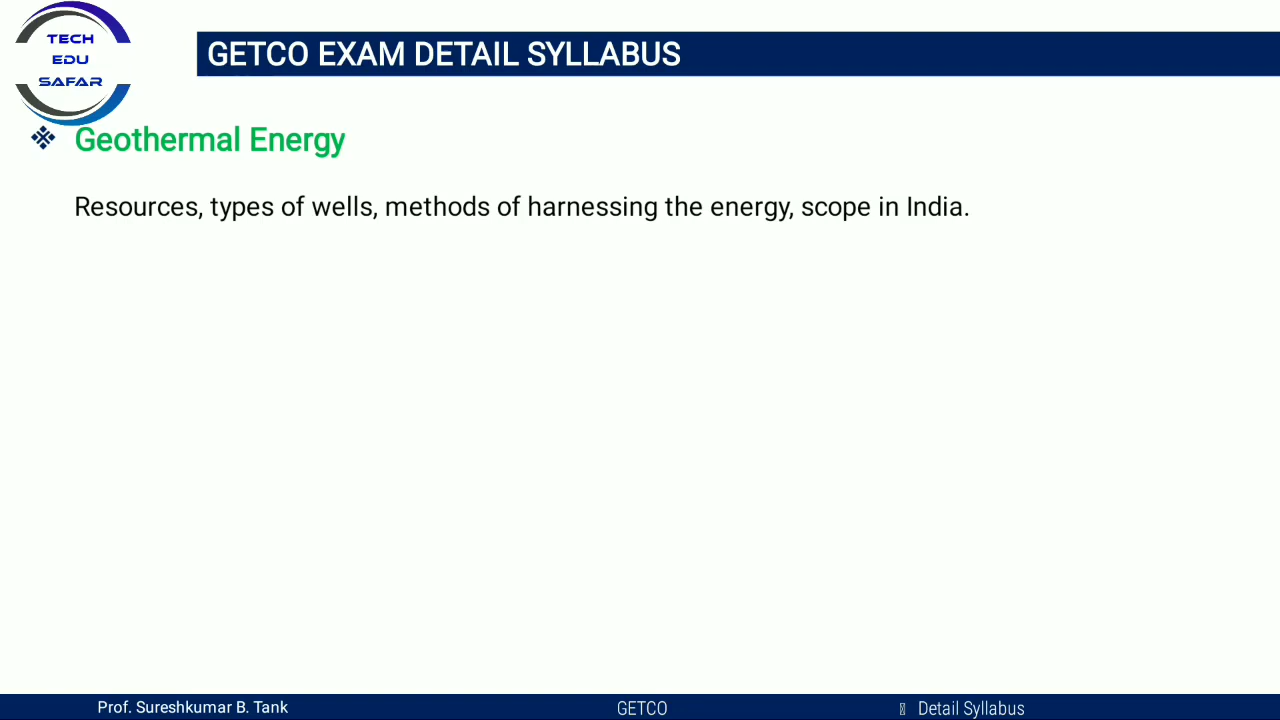 TECH
EDU
SAFAR
GETCO EXAM DETAIL SYLLABUS
❖ Geothermal Energy
Resources, types of wells, methods of harnessing the energy, scope in India.
Prof. Sureshkumar B. Tank
GETCO
Detail Syllabus